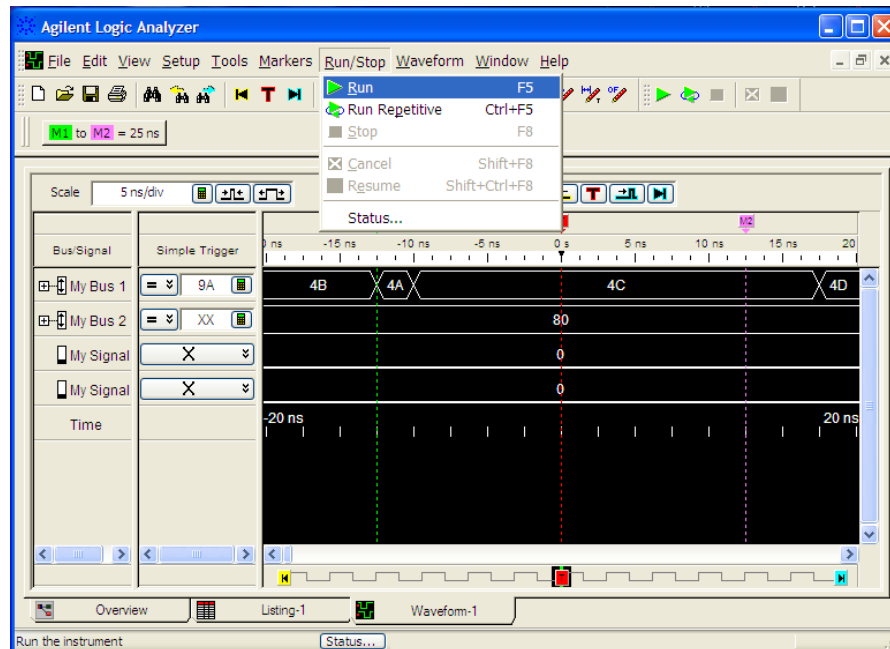 Agilent Logic Analyzer
File Edit View Setup Tools Markers Run/Stop Waveform Window Help
T
Run F5
Run Repetitive Ctrl+F5
Stop F8
Cancel Shift+F8
Resume Shift+Ctrl+F8
Status...
M1 to M2 = 25 ns
Scale 5 ns/div T
M2
Bus/Signal Simple Trigger ns -15 ns -10 ns -5 ns 0 s 5 ns 10 ns 15 ns 20
My Bus 1 = 9A 4B 4A 4C 4D
My Bus 2 = XX 80
My Signal X 0
My Signal X 0
Time -20 ns 20 ns
T
Overview Listing-1 Waveform-1
Run the instrument Status...